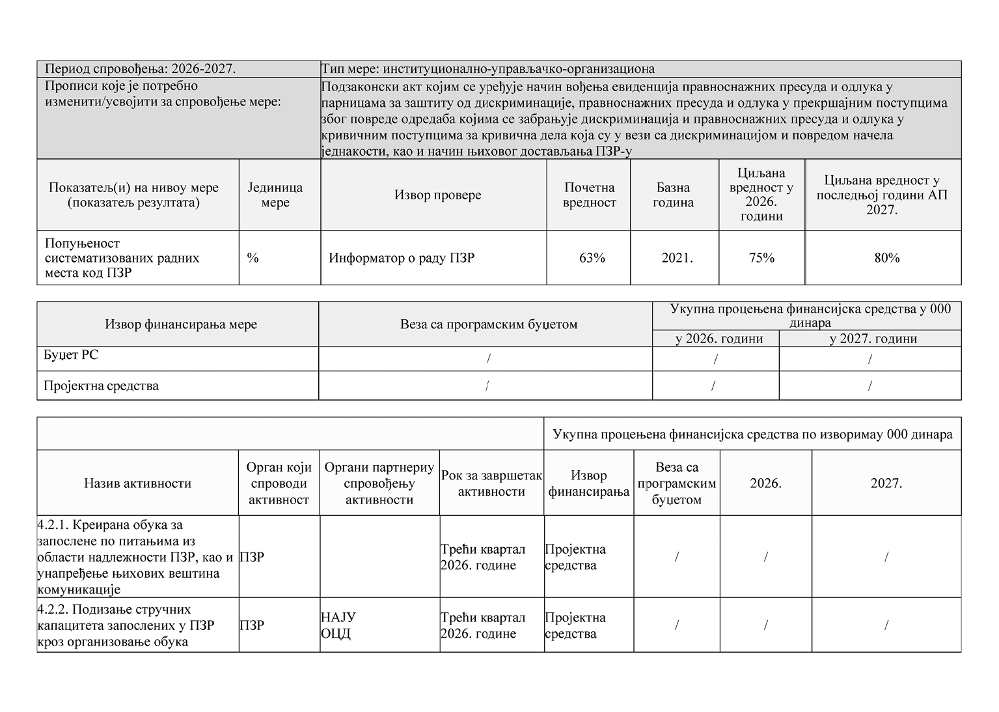 Период спровођења: 2026-2027.
Тип мере: институционално-управљачко-организациона
Прописи које је потребно
изменити/усвојити за спровођење мере:
Подзаконски акт којим се уређује начин вођења евиденција правноснажних пресуда и одлука у
парницама за заштиту од дискриминације, правноснажних пресуда и одлука у прекршајним поступцима
због повреде одредаба којима се забрањује дискриминација и правноснажних пресуда и одлука у
кривичним поступцима за кривична дела која су у вези са дискриминацијом и повредом начела
једнакости, као и начин њиховог достављања ПЗР-у
Показатељ(и) на нивоу мере
(показатељ резултата)
Јединица
мере
Извор провере
Почетна
вредност
Базна
година
Циљана
вредност у
2026.
години
Циљана вредност у
последњој години АП
2027.
Попуњеност
систематизованих радних
места код ПЗР
%
Информатор о раду ПЗР
63%
2021.
75%
80%
Извор финансирања мере
Веза са програмским буџетом
Укупна процењена финансијска средства у 000
динара
у 2026. години
у 2027. години
Буџет РС
/
/
/
Пројектна средства
/
/
/
Укупна процењена финансијска средства по изворимау 000 динара
Назив активности
Орган који
спроводи
активност
Органи партнериу
спровођењу
активности
Рок за завршетак
активности
Извор
финансирања
Веза са
програмским
буџетом
2026.
2027.
4.2.1. Креирана обука за
запослене по питањима из
области надлежности ПЗР, као и
унапређење њихових вештина
комуникације
ПЗР
Трећи квартал
2026. године
Пројектна
средства
/
/
/
4.2.2. Подизање стручних
капацитета запослених у ПЗР
кроз организовање обука
ПЗР
НАЈУ
ОЦД
Трећи квартал
2026. године
Пројектна
средства
/
/
/